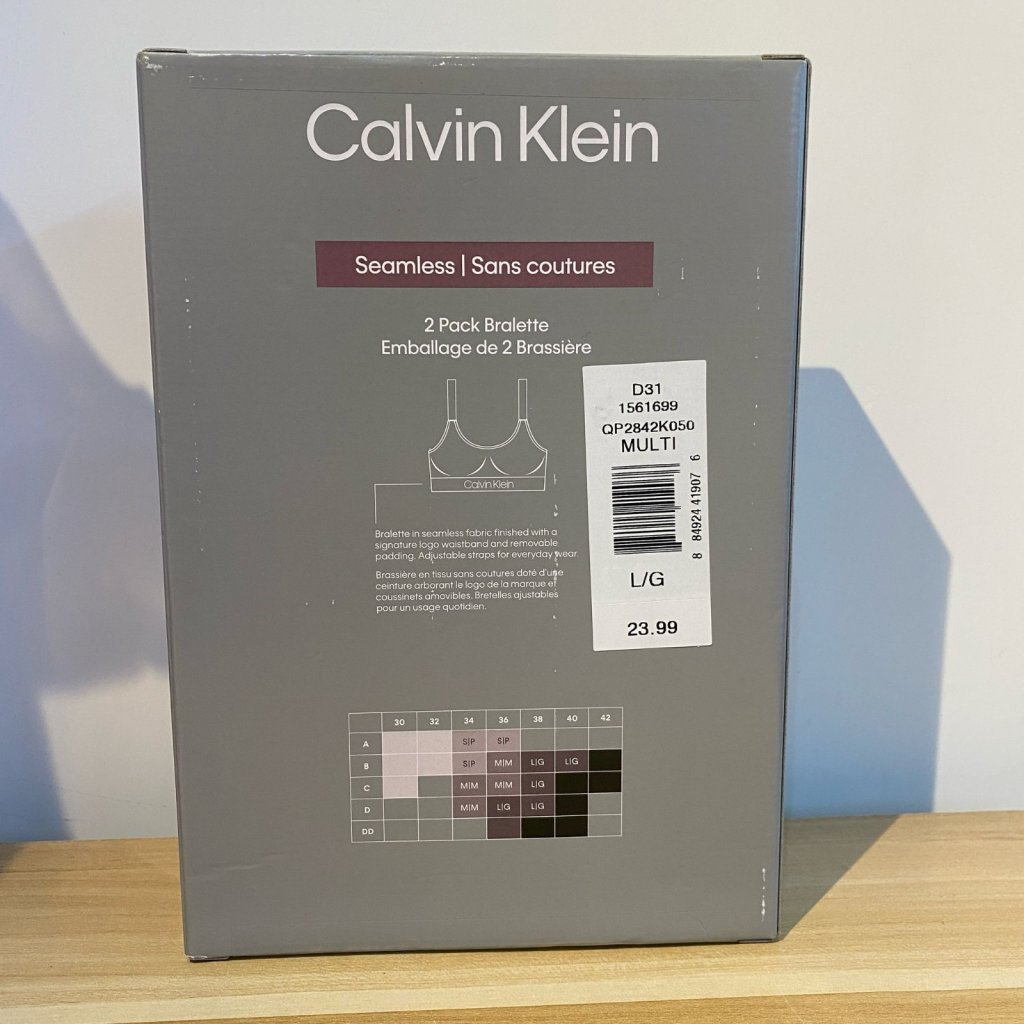 Calvin Klein
Seamless | Sans coutures
2 Pack Bralette
Emballage de 2 Brassière
Calvin Klein
Bralette in seamless fabric finished with a
signature logo waistband and removable
padding. Adjustable straps for everyday wear.
Brassière en tissu sans coutures doté d'une
ceinture arborant le logo de la marque et
coussinets amovibles. Bretelles ajustables
pour un usage quotidien.
D31
1561699
QP2842K050
MULTI
8 84924 41907 6
L/G
23.99
30 32 34 36 38 40 42
A S|P S|P
B S|P M|M L|G L|G
C M|M M|M L|G
D M|M L|G L|G
DD